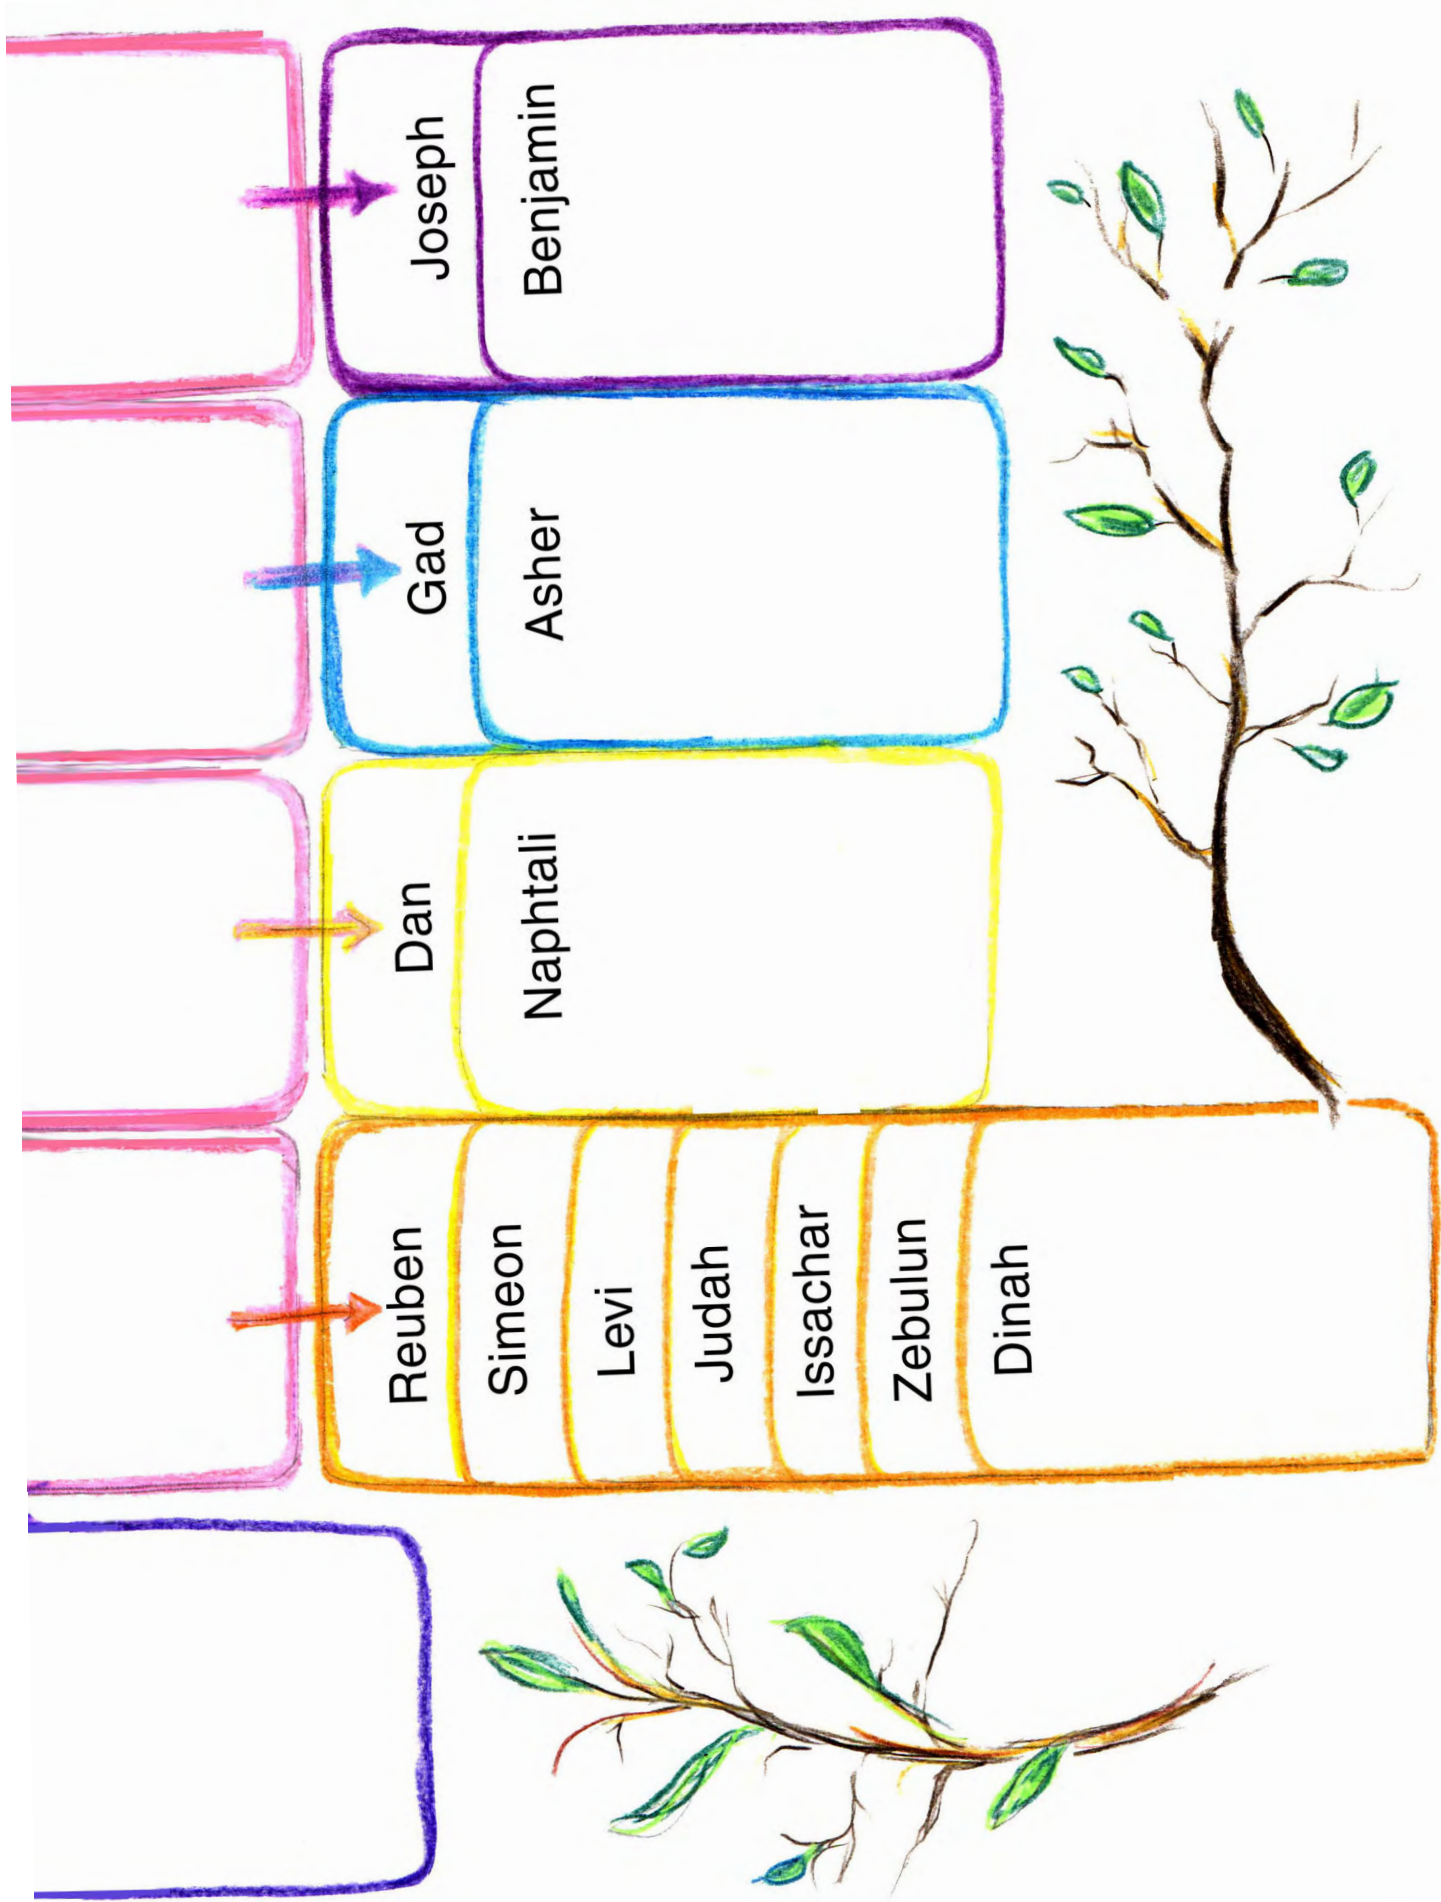 Reuben
Simeon
Levi
Judah
Issachar
Zebulun
Dinah
Dan
Naphtali
Gad
Asher
Joseph
Benjamin